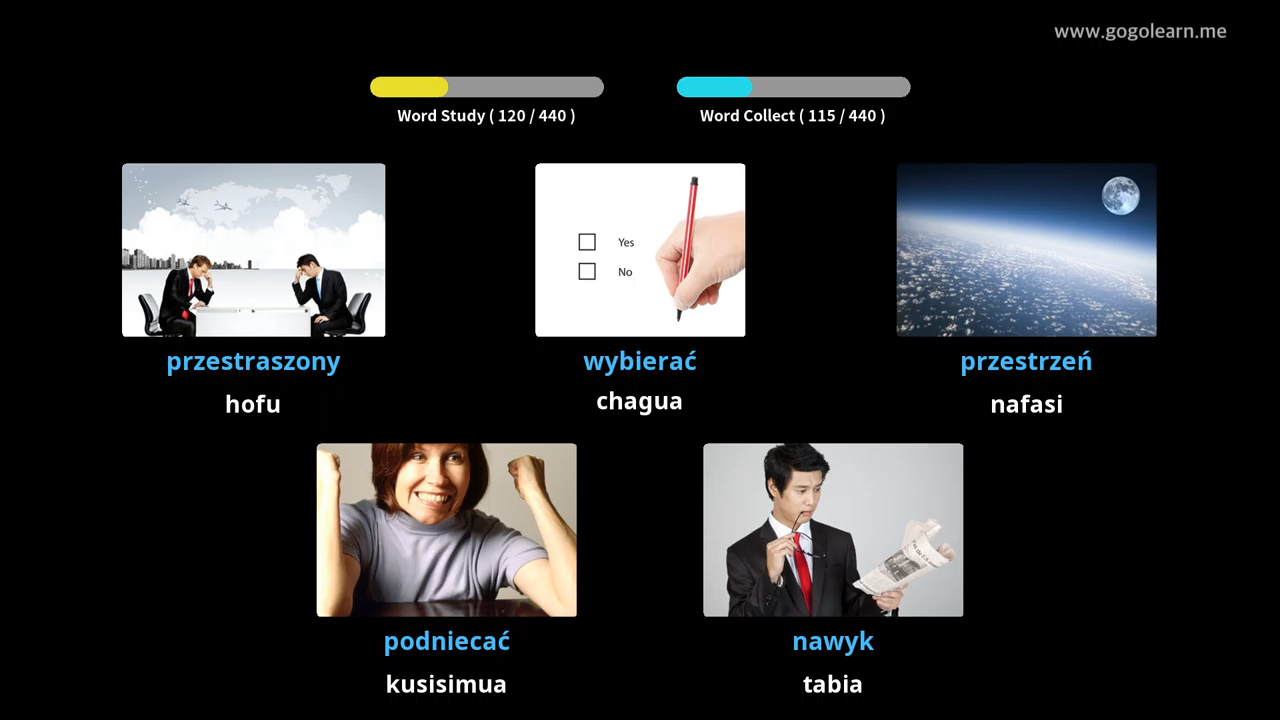 www.gogolearn.me
Word Study ( 120 / 440 )
Word Collect ( 115 / 440 )
Yes
No
przestraszony
wybierać
przestrzeń
hofu
chagua
nafasi
podniecać
nawyk
kusisimua
tabia